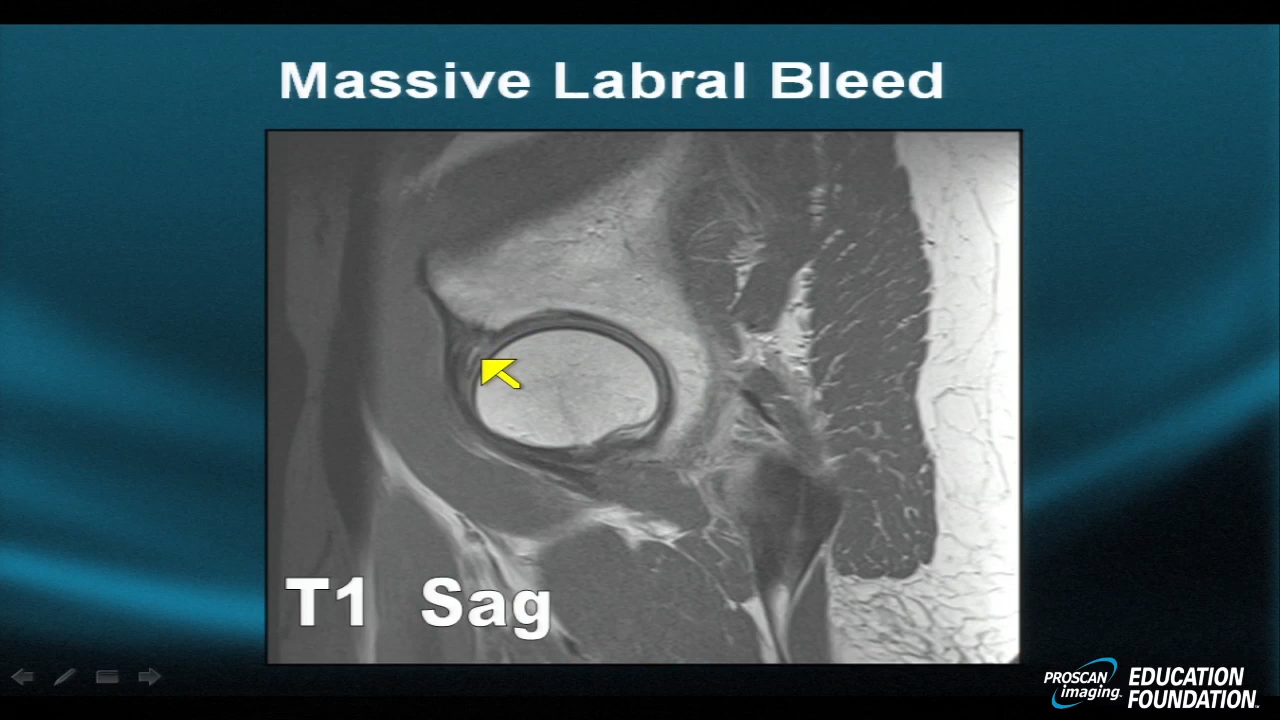 Massive Labral Bleed
T1 Sag
PROSCAN
imaging.
EDUCATION
FOUNDATION.